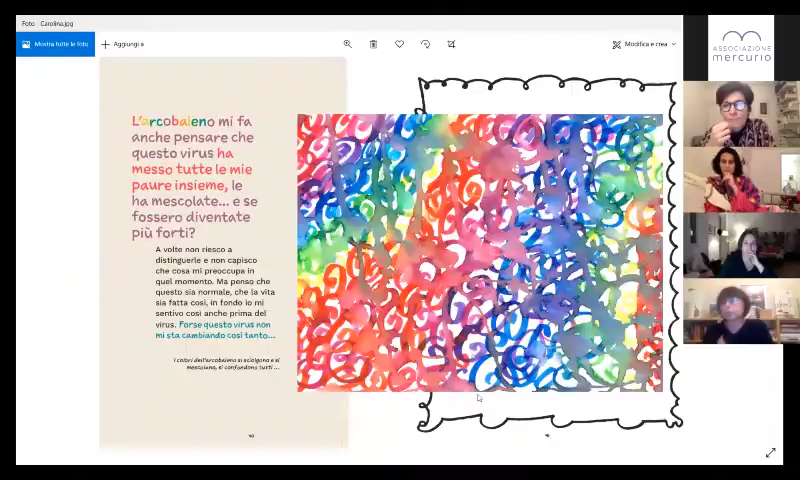 Foto
Carolina.jpg
Mostra tutte le foto
Aggiungi a
Modifica e crea
ASSOCIAZIONE
mercurio
L'arcobaleno mi fa
anche pensare che
questo virus ha
messo tutte le mie
paure insieme, le
ha mescolate... e se
fossero diventate
più forti?
A volte non riesco a
distinguerle e non capisco
che cosa mi preoccupa in
quel momento. Ma penso che
questo sia normale, che la vita
sia fatta così, in fondo io mi
sentivo così anche prima del
virus. Forse questo virus non
mi sta cambiando così tanto...
I colori dell'arcobaleno si sciolgono e si
mescolano, si confondono tutti ...